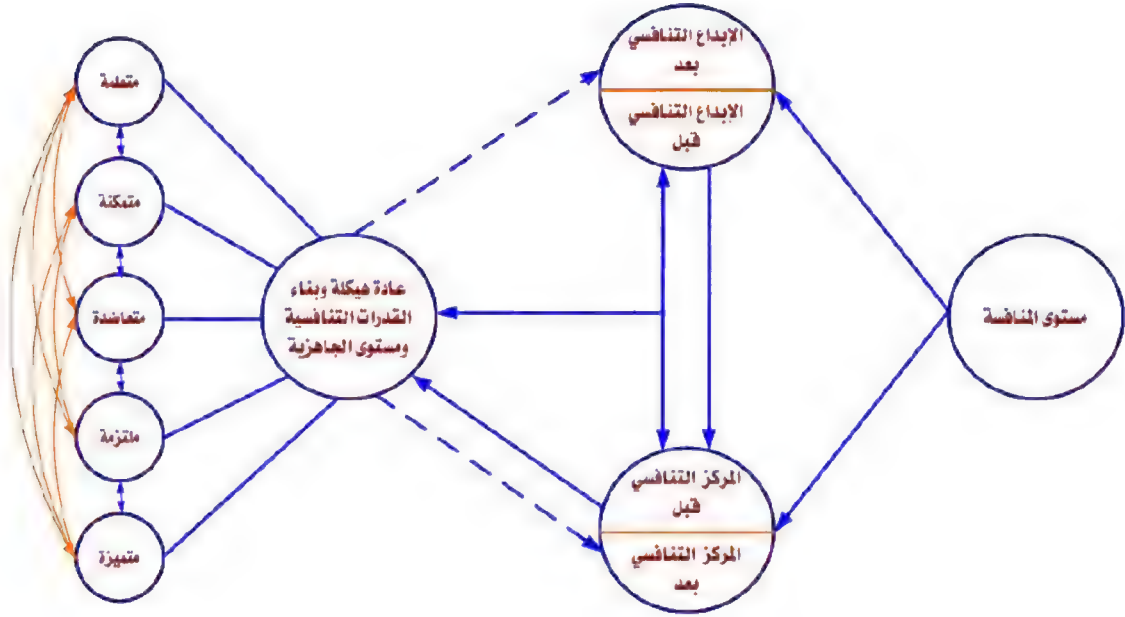 مستوى المنافسة
الإبداع التنافسي
بعد
الإبداع التنافسي
قبل
المركز التنافسي
قبل
المركز التنافسي
بعد
عادة هيكلة وبناء
القدرات التنافسية
ومستوى الجاهزية
متعلمة
متمكنة
متعاضدة
ملتزمة
متميزة